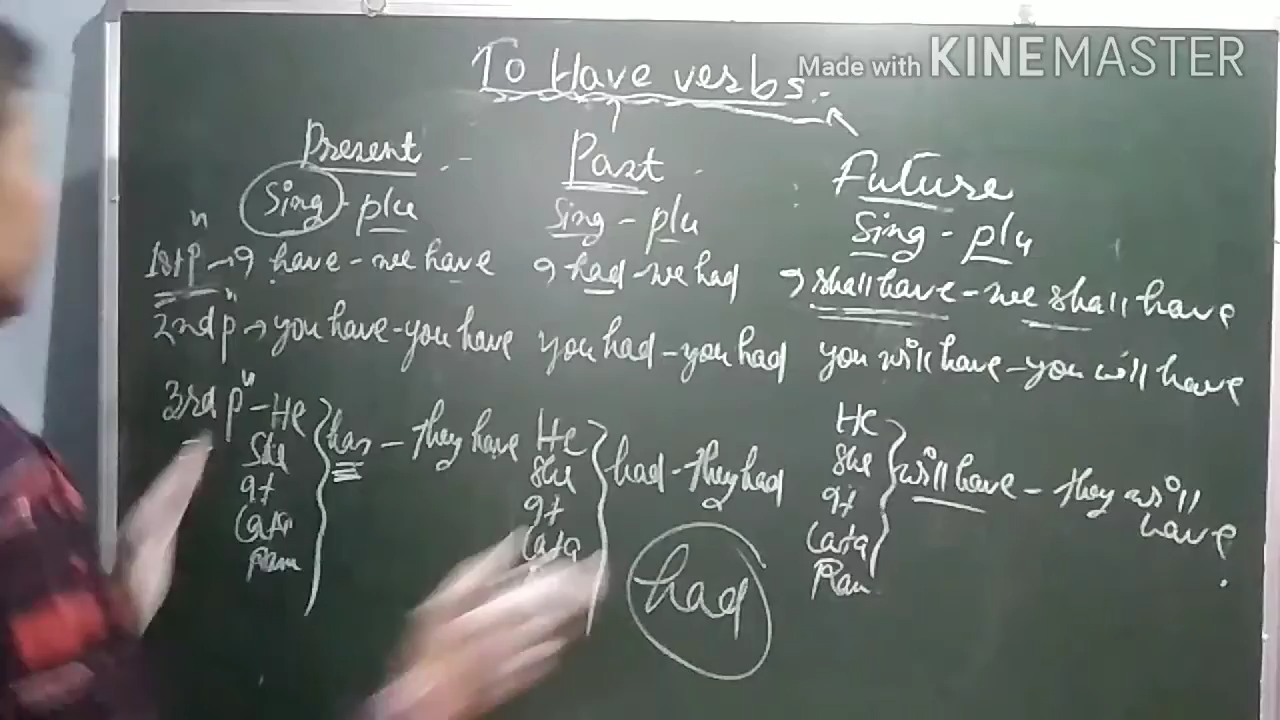 To Have verbs.
Made with KINEMASTER
Present - Past - Future
Sing - plu Sing - plu Sing - plu
1st p" → I have - we have I had - we had I shall have - we shall have
2nd p" → you have - you have you had - you had you will have - you will have
3rd p" - He } has - They have He } had - They had He } will have - They will have.
She She She
It It It
Lata Lata Lata
Ram Ram
had